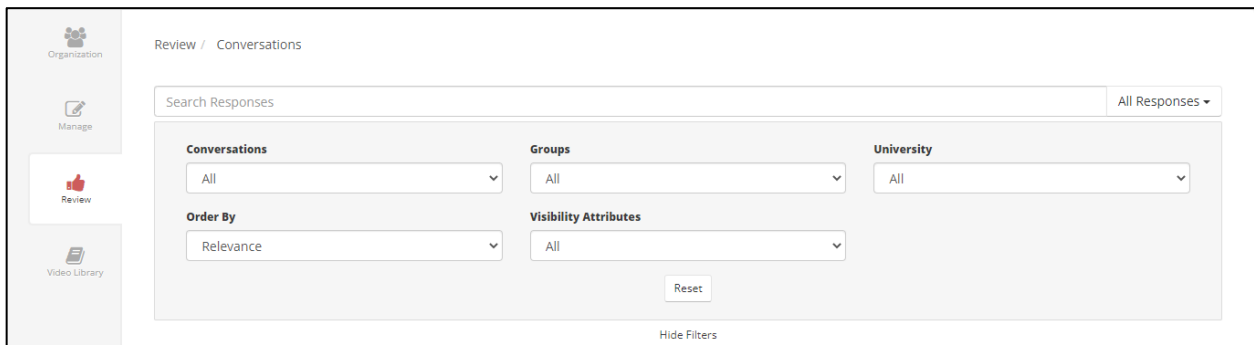 Organization
Manage
Review
Video Library
Review / Conversations
Search Responses
All Responses
Conversations
Groups
University
All
All
All
Order By
Visibility Attributes
Relevance
All
Reset
Hide Filters